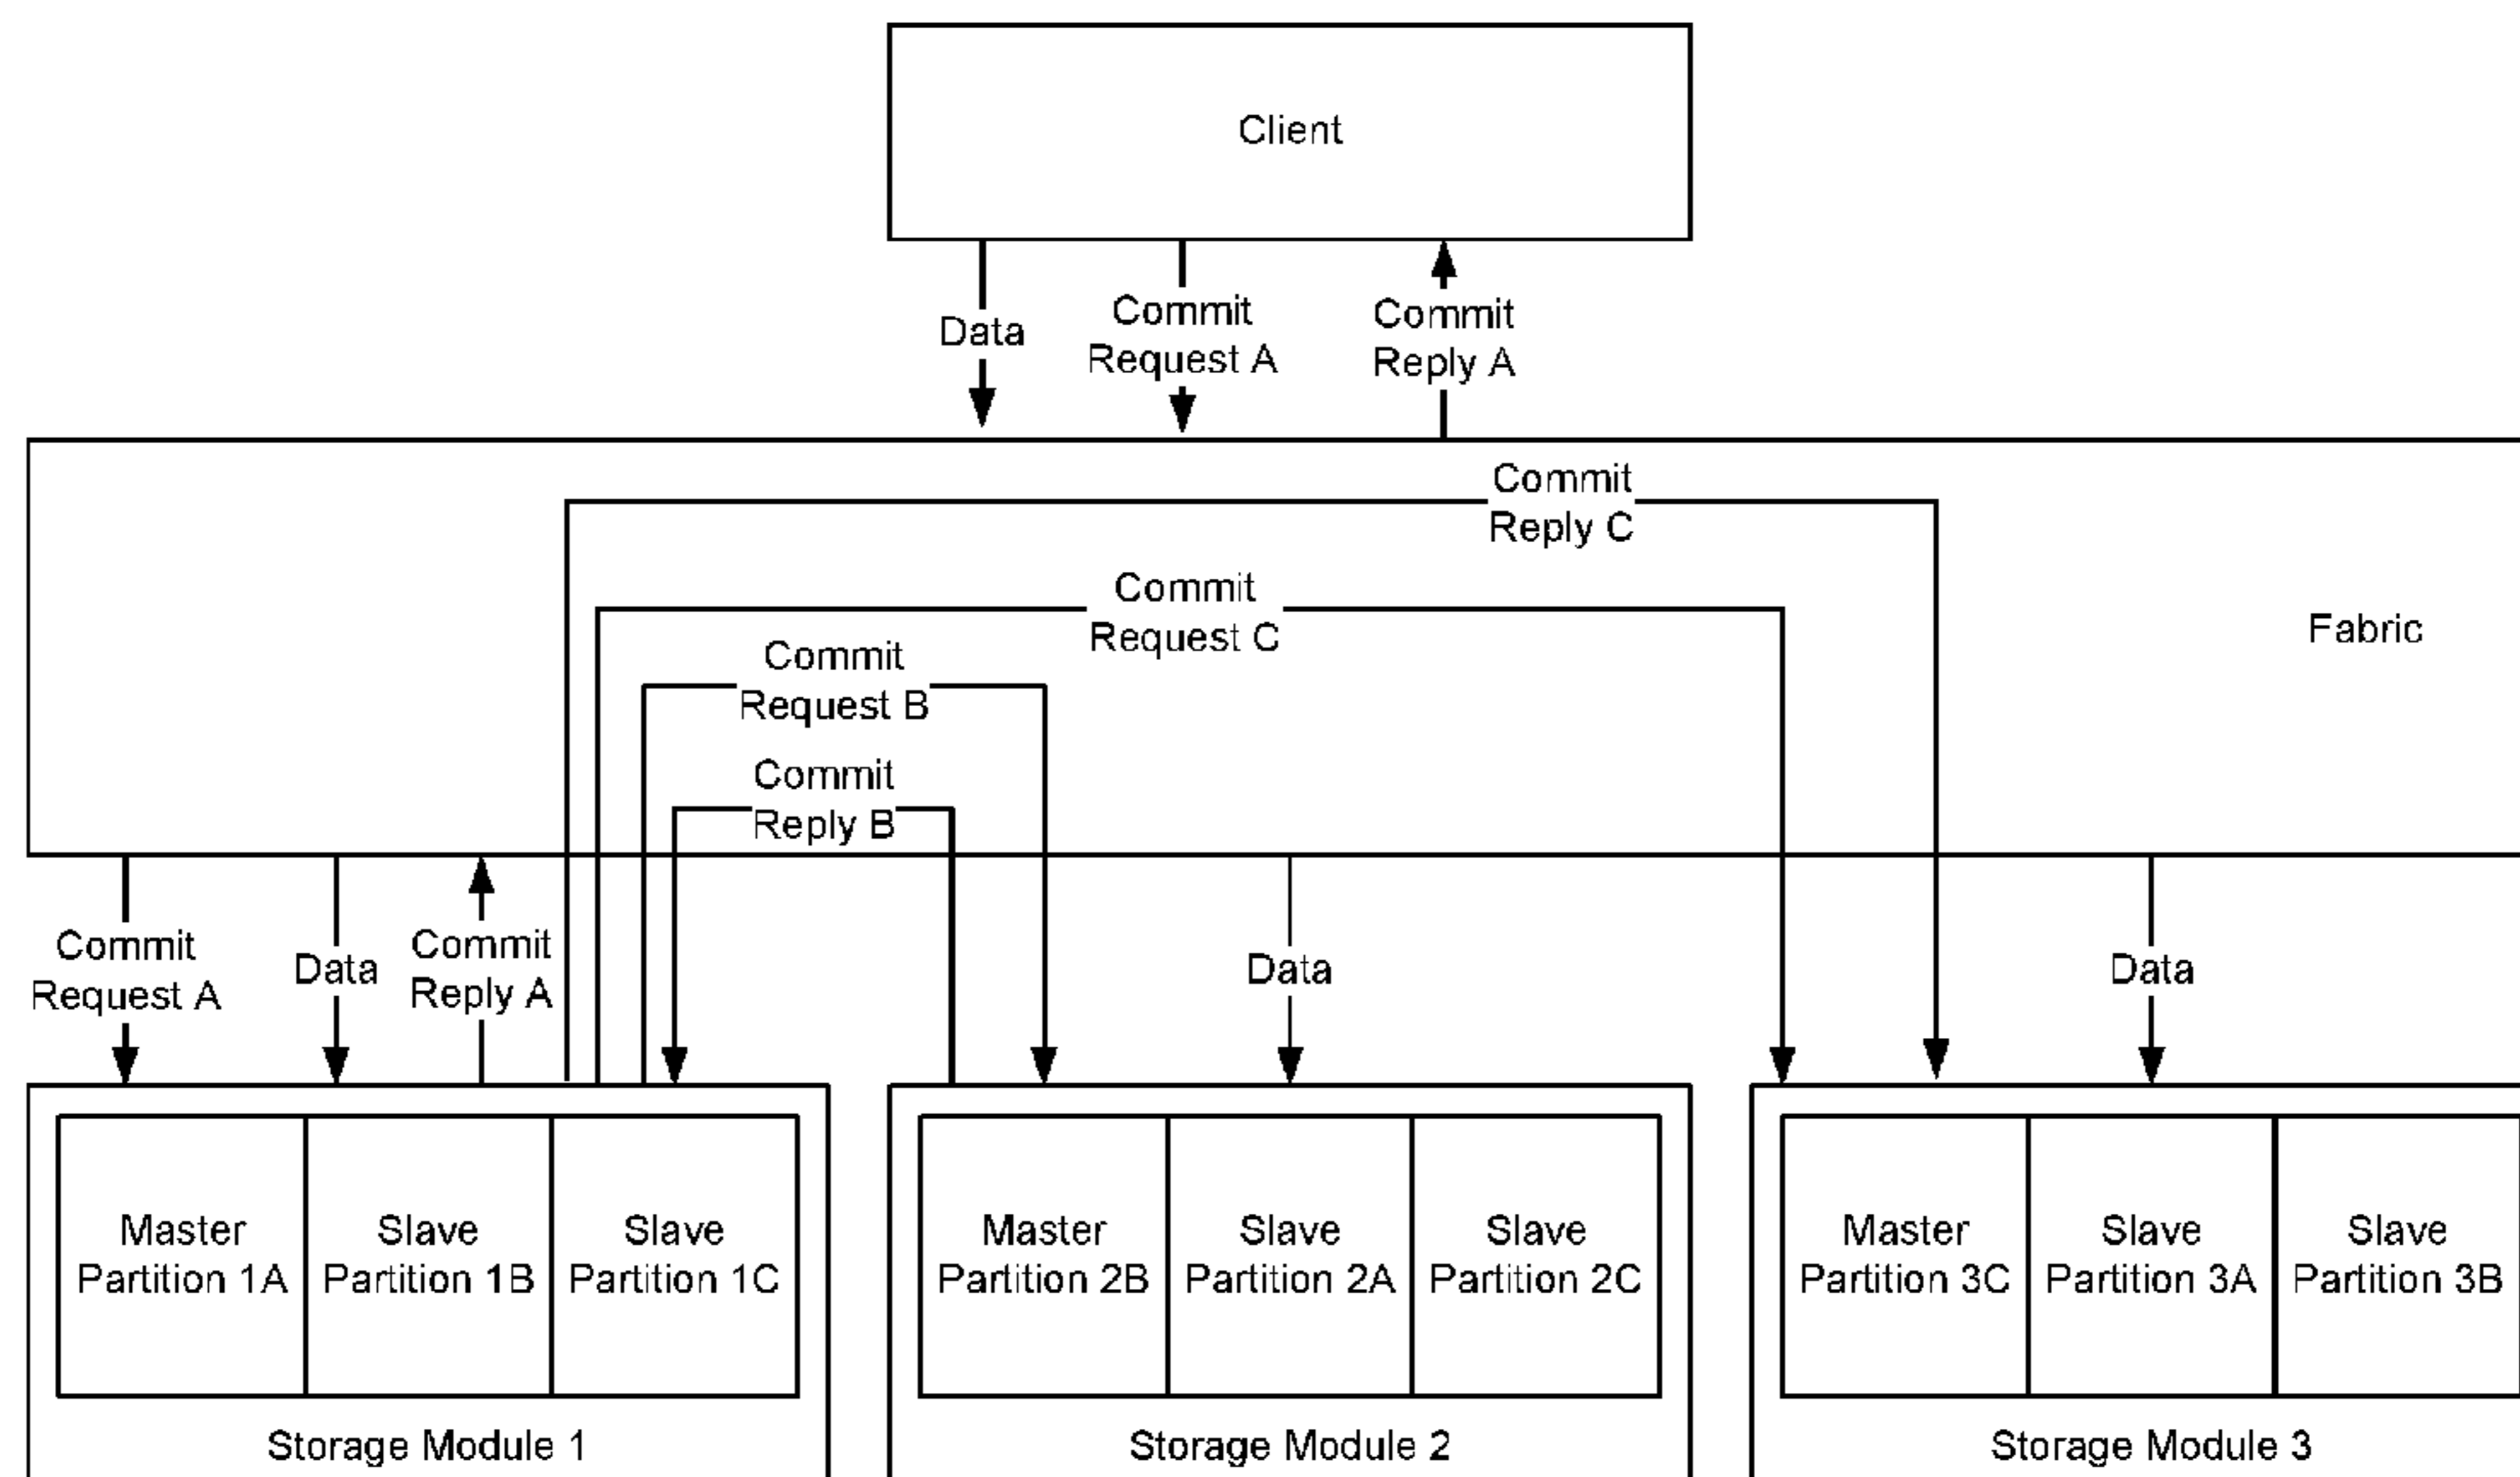 Client
Data
Commit
Request A
Commit
Reply A
Commit
Reply C
Commit
Request C
Fabric
Commit
Request B
Commit
Reply B
Commit
Request A
Data
Commit
Reply A
Data
Data
Master
Partition 1A
Slave
Partition 1B
Slave
Partition 1C
Master
Partition 2B
Slave
Partition 2A
Slave
Partition 2C
Master
Partition 3C
Slave
Partition 3A
Slave
Partition 3B
Storage Module 1
Storage Module 2
Storage Module 3